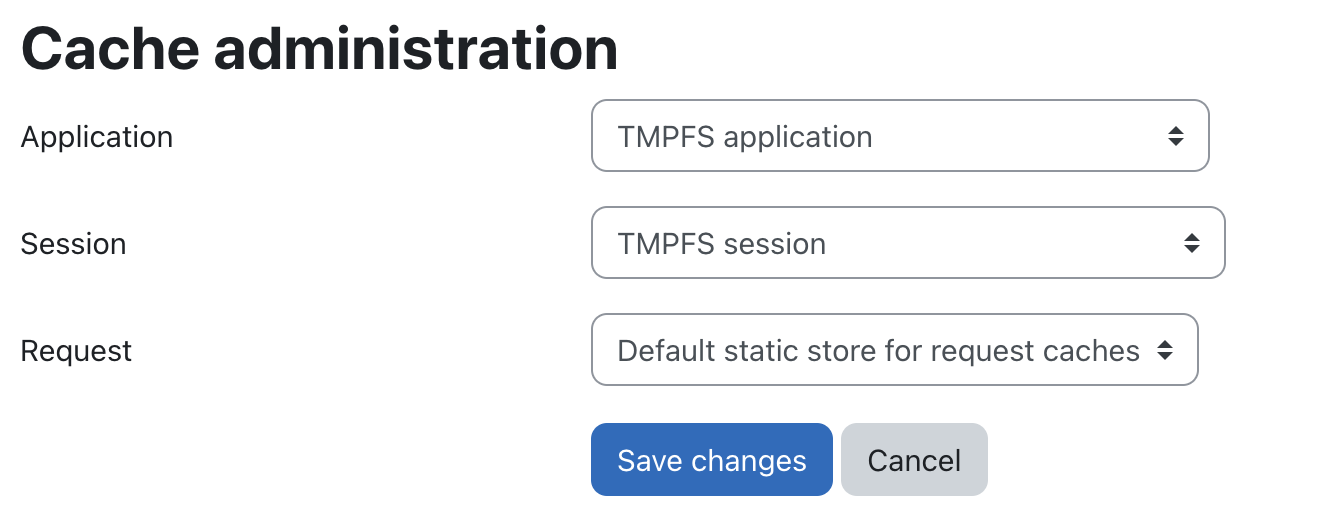 Cache administration
Application TMPFS application
Session TMPFS session
Request Default static store for request caches
Save changes Cancel